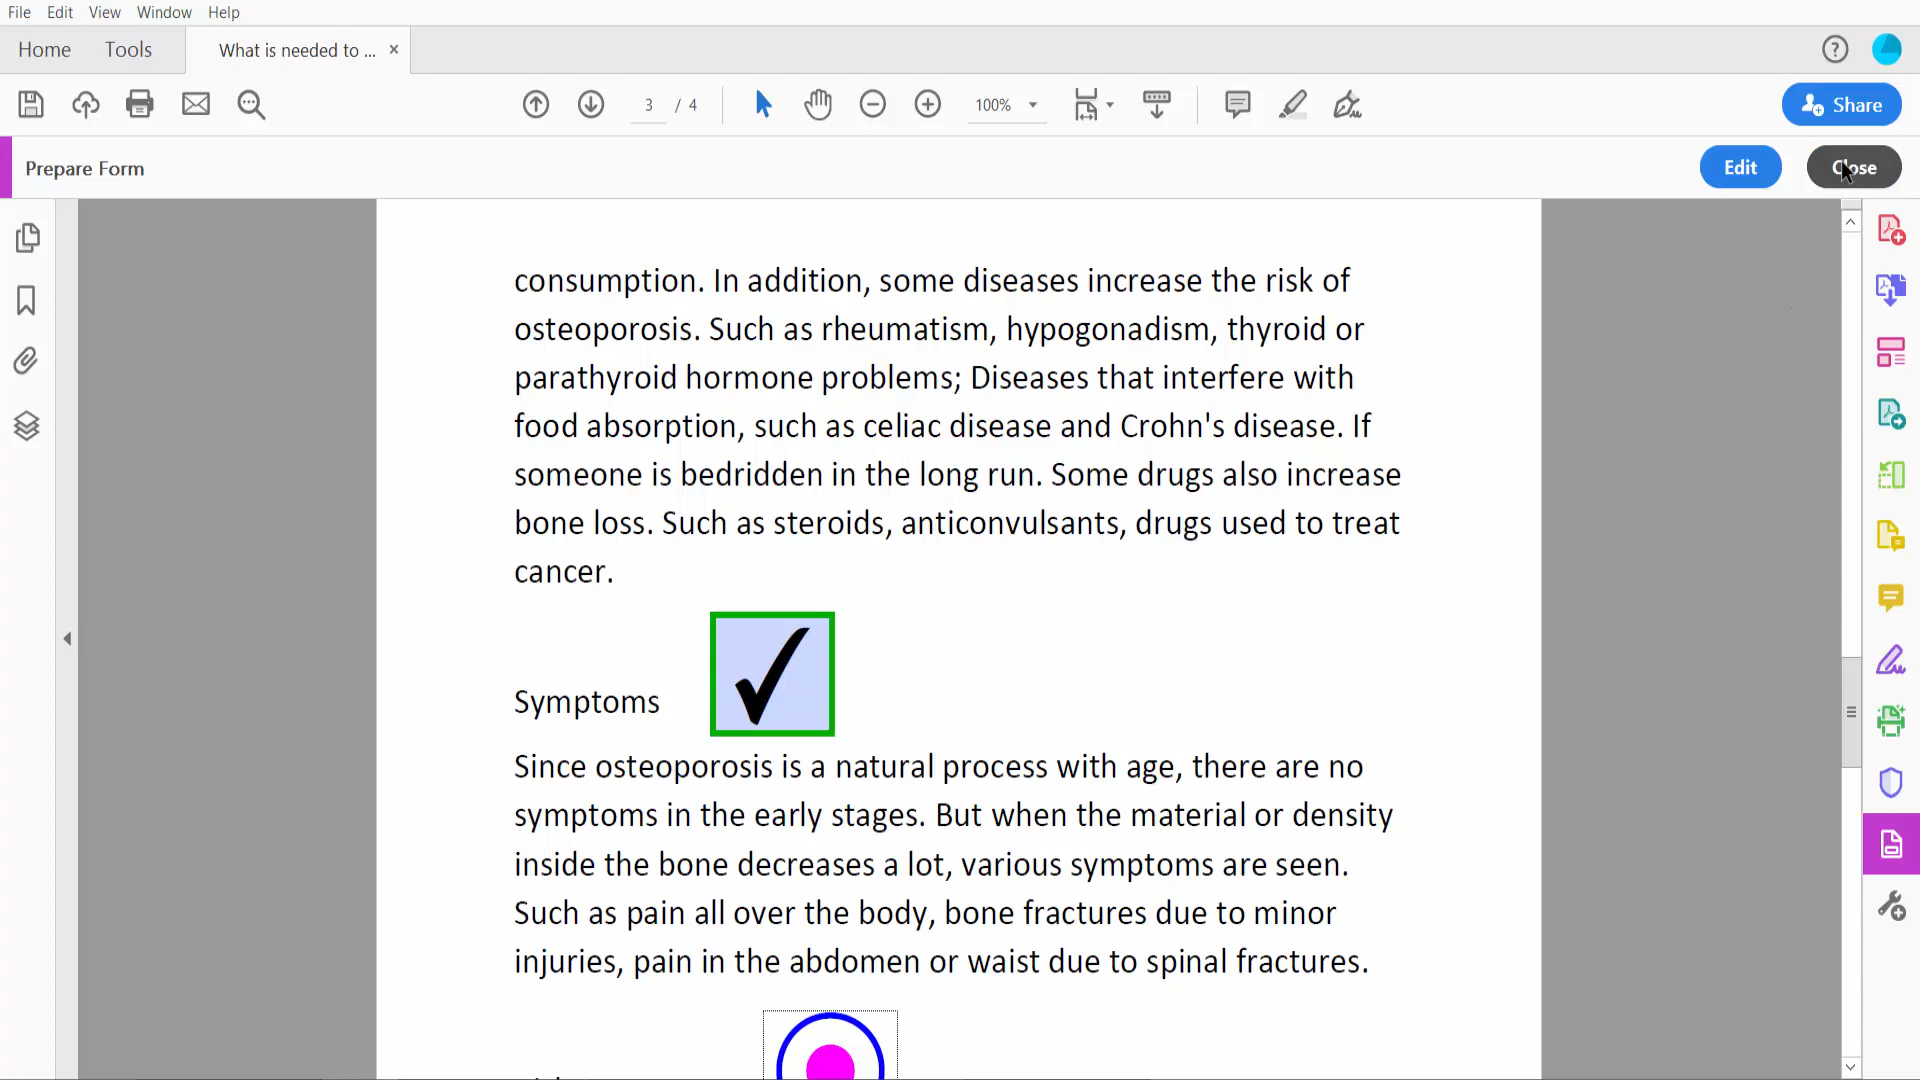 File Edit View Window Help
Home Tools What is needed to ... ×
3 / 4 100% Share
Prepare Form Edit Close
consumption. In addition, some diseases increase the risk of
osteoporosis. Such as rheumatism, hypogonadism, thyroid or
parathyroid hormone problems; Diseases that interfere with
food absorption, such as celiac disease and Crohn's disease. If
someone is bedridden in the long run. Some drugs also increase
bone loss. Such as steroids, anticonvulsants, drugs used to treat
cancer.
Symptoms
Since osteoporosis is a natural process with age, there are no
symptoms in the early stages. But when the material or density
inside the bone decreases a lot, various symptoms are seen.
Such as pain all over the body, bone fractures due to minor
injuries, pain in the abdomen or waist due to spinal fractures.